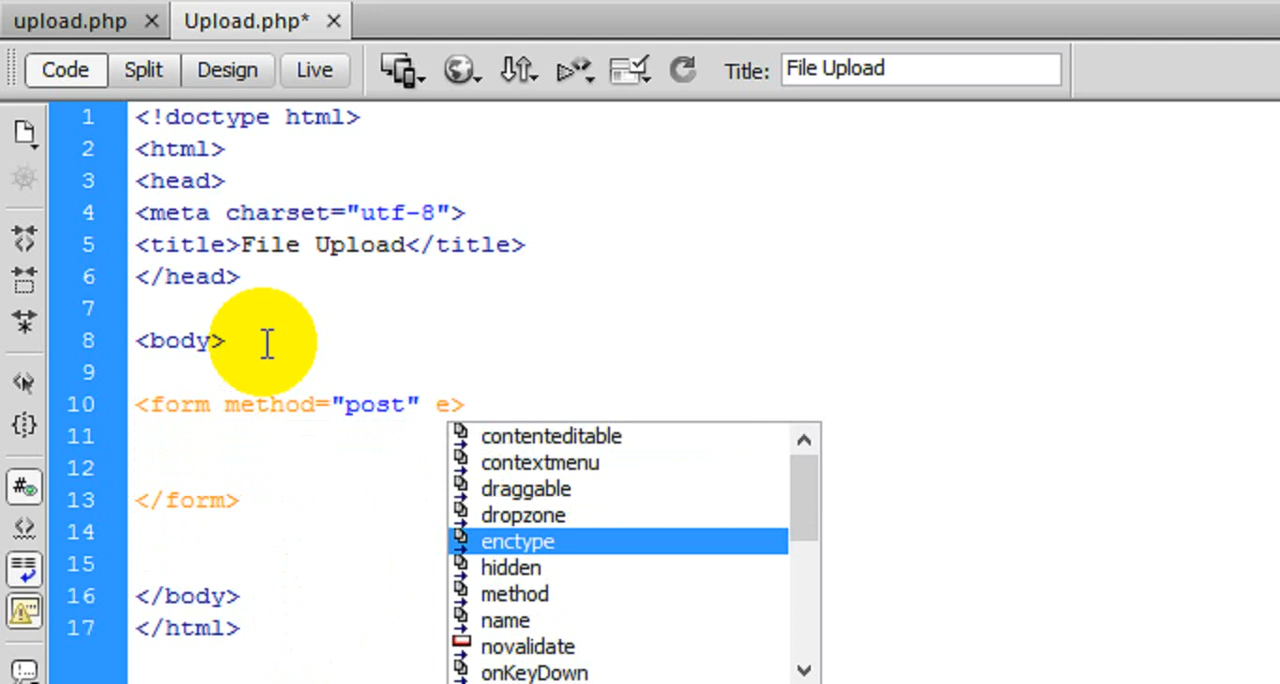 upload.php
Upload.php*
Code Split Design Live Title: File Upload
1 <!doctype html>
2 <html>
3 <head>
4 <meta charset="utf-8">
5 <title>File Upload</title>
6 </head>
7
8 <body>
9
10 <form method="post" e>
11
12
13 </form>
14
15
16 </body>
17 </html>
contenteditable
contextmenu
draggable
dropzone
enctype
hidden
method
name
novalidate
onKeyDown